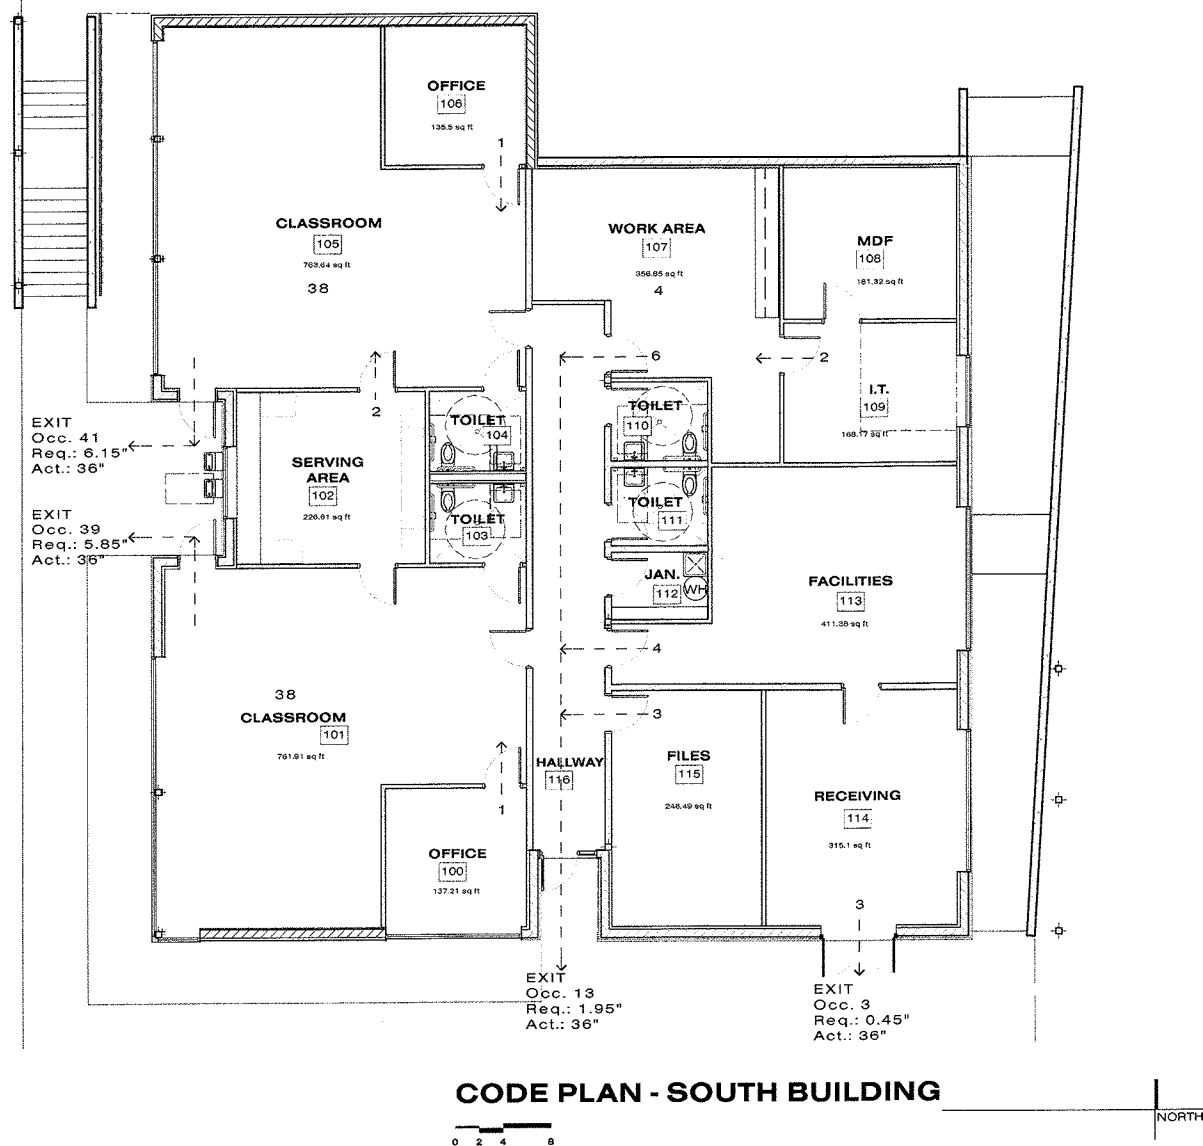 OFFICE
106
135.5 sq ft
1
CLASSROOM
105
763.64 sq ft
38
WORK AREA
107
356.85 sq ft
4
MDF
108
181.32 sq ft
6
2
I.T.
109
168.17 sq ft
2
EXIT
Occ. 41
Req.: 6.15"
Act.: 36"
TOILET
104
TOILET
110
SERVING
AREA
102
226.81 sq ft
EXIT
Occ. 39
Req.: 5.85"
Act.: 36"
TOILET
103
TOILET
111
JAN.
112
WH
FACILITIES
113
411.38 sq ft
4
38
CLASSROOM
101
761.91 sq ft
3
HALLWAY
116
FILES
115
246.49 sq ft
RECEIVING
114
315.1 sq ft
1
OFFICE
100
137.21 sq ft
3
EXIT
Occ. 13
Req.: 1.95"
Act.: 36"
EXIT
Occ. 3
Req.: 0.45"
Act.: 36"
CODE PLAN - SOUTH BUILDING
NORTH
0 2 4 8